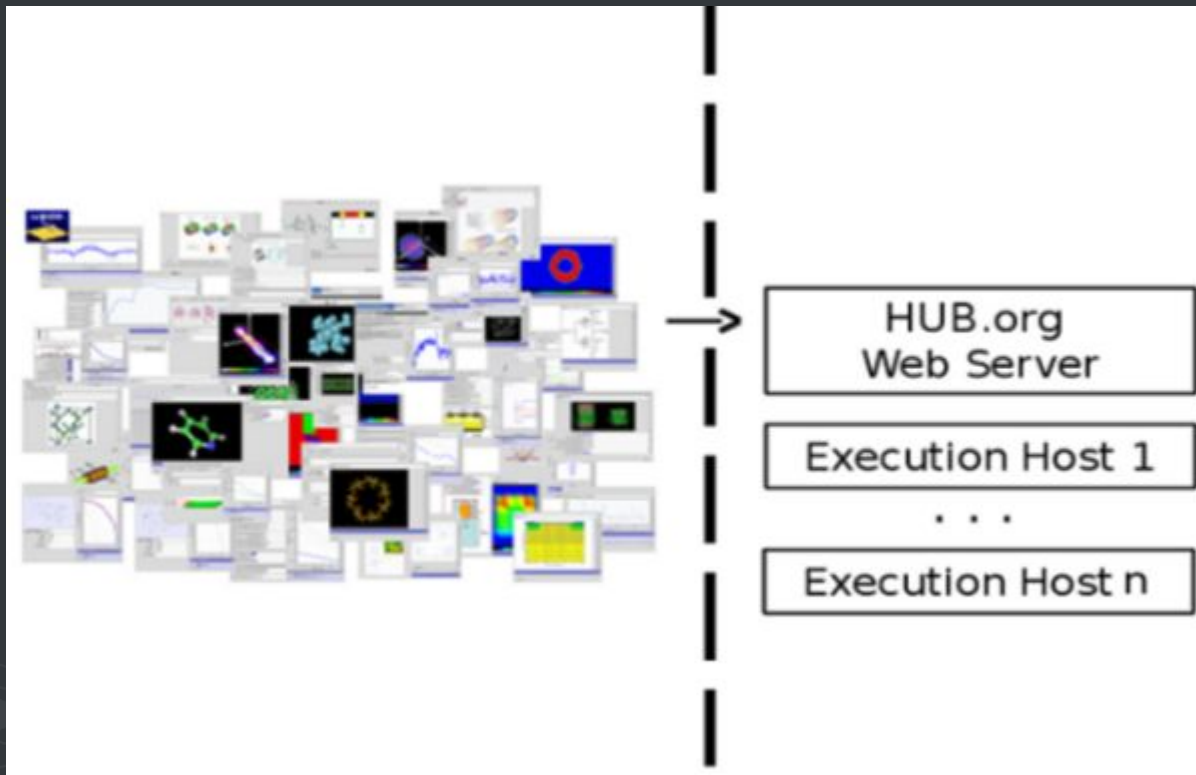 HUB.org
Web Server
Execution Host 1
. . .
Execution Host n